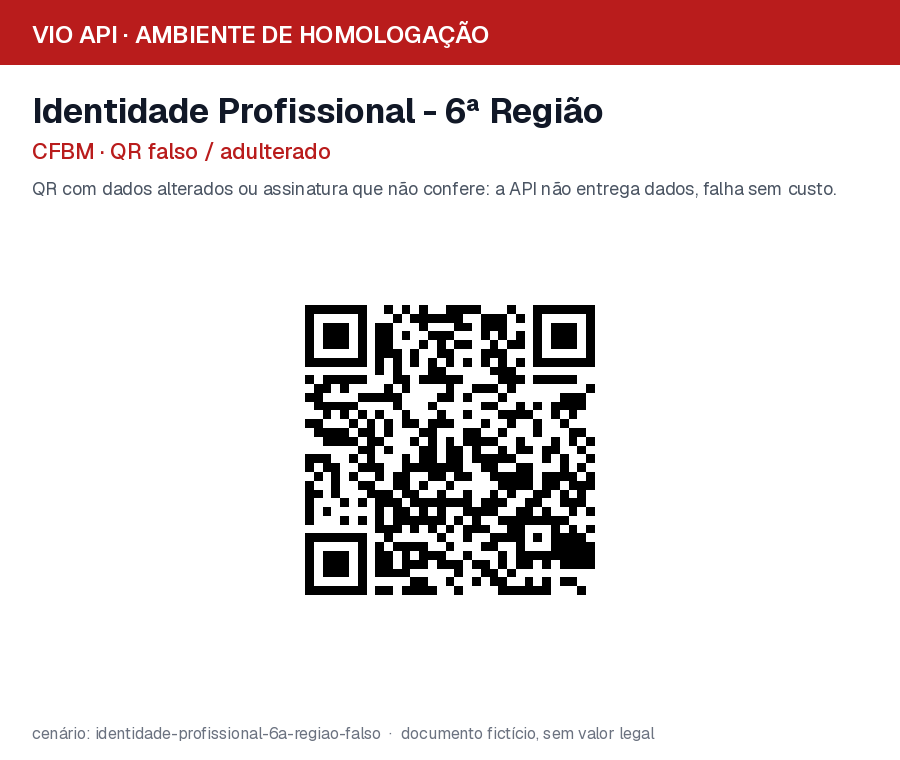 VIO API · AMBIENTE DE HOMOLOGAÇÃO
Identidade Profissional - 6ª Região
CFBM · QR falso / adulterado
QR com dados alterados ou assinatura que não confere: a API não entrega dados, falha sem custo.
cenário: identidade-profissional-6a-regiao-falso · documento fictício, sem valor legal